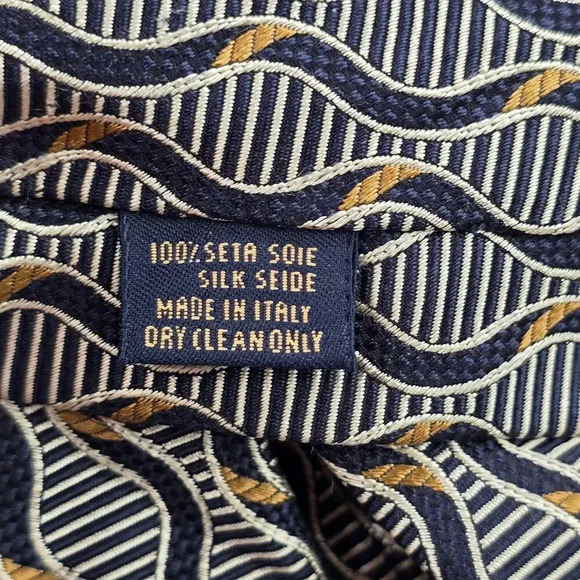 100% SETA SOIE
SILK SEIDE
MADE IN ITALY
DRY CLEAN ONLY